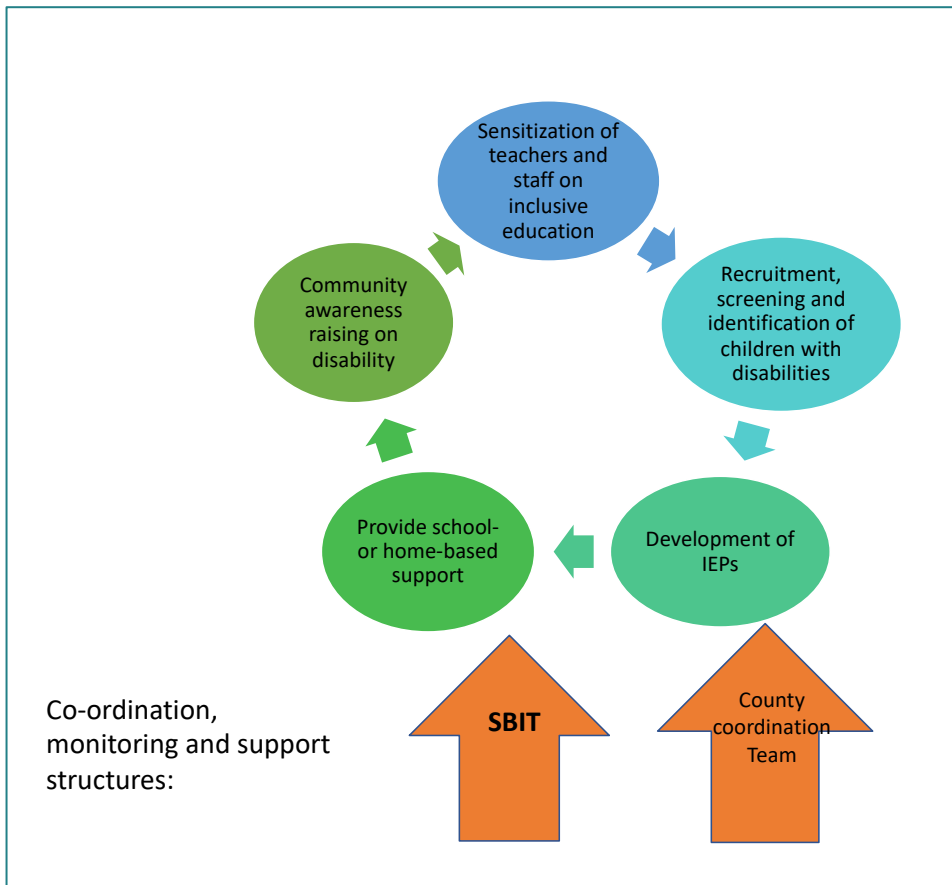 Sensitization of
teachers and
staff on
inclusive
education
Recruitment,
screening and
identification of
children with
disabilities
Development of
IEPs
Provide school-
or home-based
support
Community
awareness
raising on
disability
Co-ordination,
monitoring and support
structures:
SBIT
County
coordination
Team